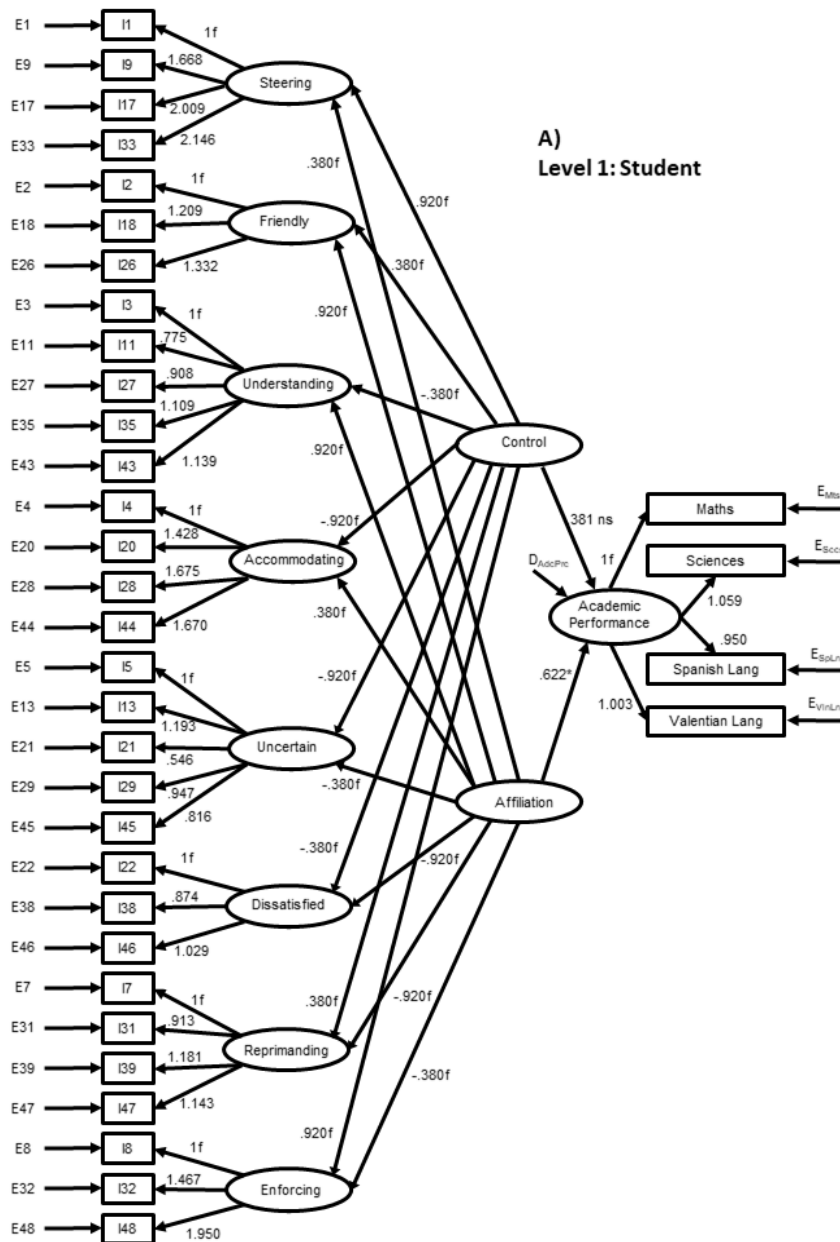 E1 I1 1f
E9 I9 1.668 Steering
E17 I17 2.009
E33 I33 2.146
A)
Level 1: Student
.380f .920f
E2 I2 1f
E18 I18 1.209 Friendly
E26 I26 1.332
.380f
.920f
E3 I3 1f
E11 I11 .775
E27 I27 .908 Understanding -.380f
E35 I35 1.109
E43 I43 1.139
.920f Control
E4 I4 1f
E20 I20 1.428 -.920f
E28 I28 1.675 Accommodating
E44 I44 1.670 .380f
381 ns Maths
1f Sciences
D_AdcPrc Academic Performance 1.059
.950
.622* Spanish Lang
1.003 Valentian Lang
E5 I5 1f -.920f
E13 I13 1.193
E21 I21 .546 Uncertain
E29 I29 .947 -.380f
E45 I45 .816
Affiliation
E22 I22 1f -.380f -.920f
E38 I38 .874 Dissatisfied
E46 I46 1.029
E7 I7 1f .380f -.920f
E31 I31 .913
E39 I39 1.181 Reprimanding
E47 I47 1.143 -.380f
E8 I8 1f .920f
E32 I32 1.467 Enforcing
E48 I48 1.950